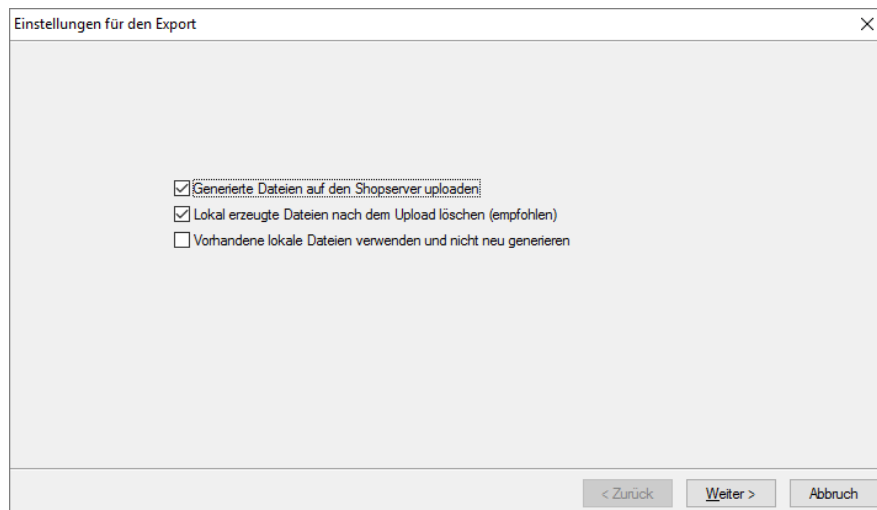 Einstellungen für den Export
Generierte Dateien auf den Shopserver uploaden
Lokal erzeugte Dateien nach dem Upload löschen (empfohlen)
Vorhandene lokale Dateien verwenden und nicht neu generieren
< Zurück Weiter > Abbruch